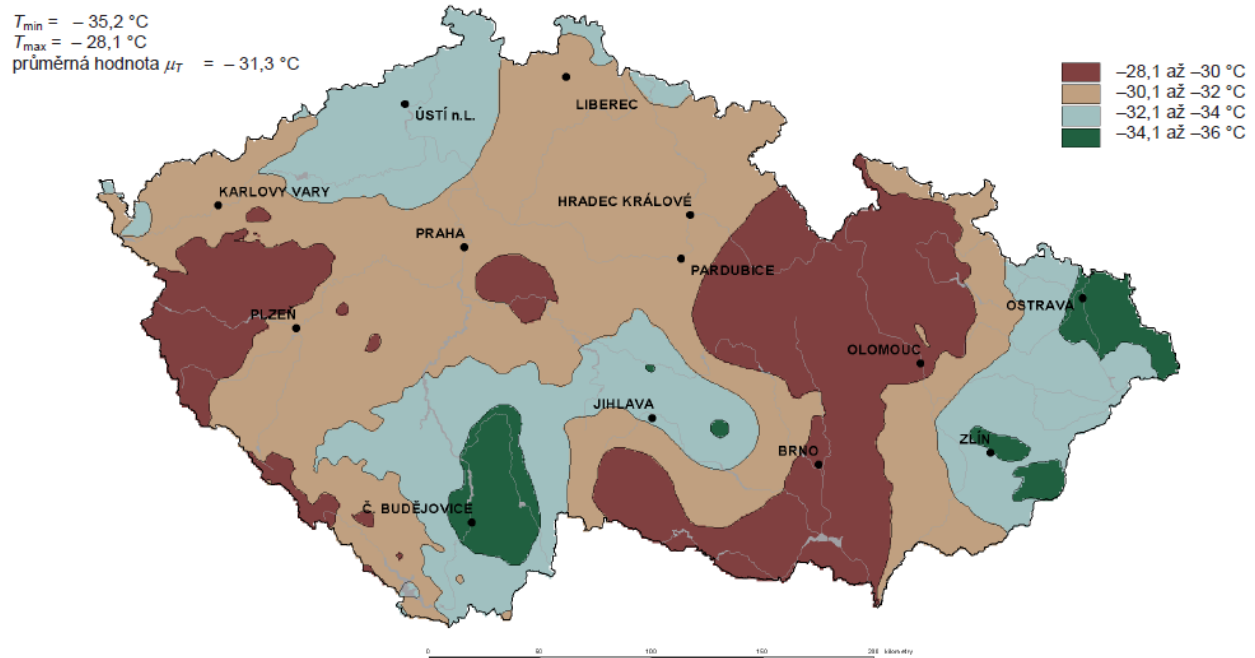 Tmin = – 35,2 °C
Tmax = – 28,1 °C
průměrná hodnota μT = – 31,3 °C
–28,1 až –30 °C
–30,1 až –32 °C
–32,1 až –34 °C
–34,1 až –36 °C
LIBEREC
ÚSTÍ n.L.
KARLOVY VARY
HRADEC KRÁLOVÉ
PRAHA
PARDUBICE
OSTRAVA
PLZEŇ
OLOMOUC
JIHLAVA
ZLÍN
BRNO
Č. BUDĚJOVICE
0 50 100 150 200 kilometry